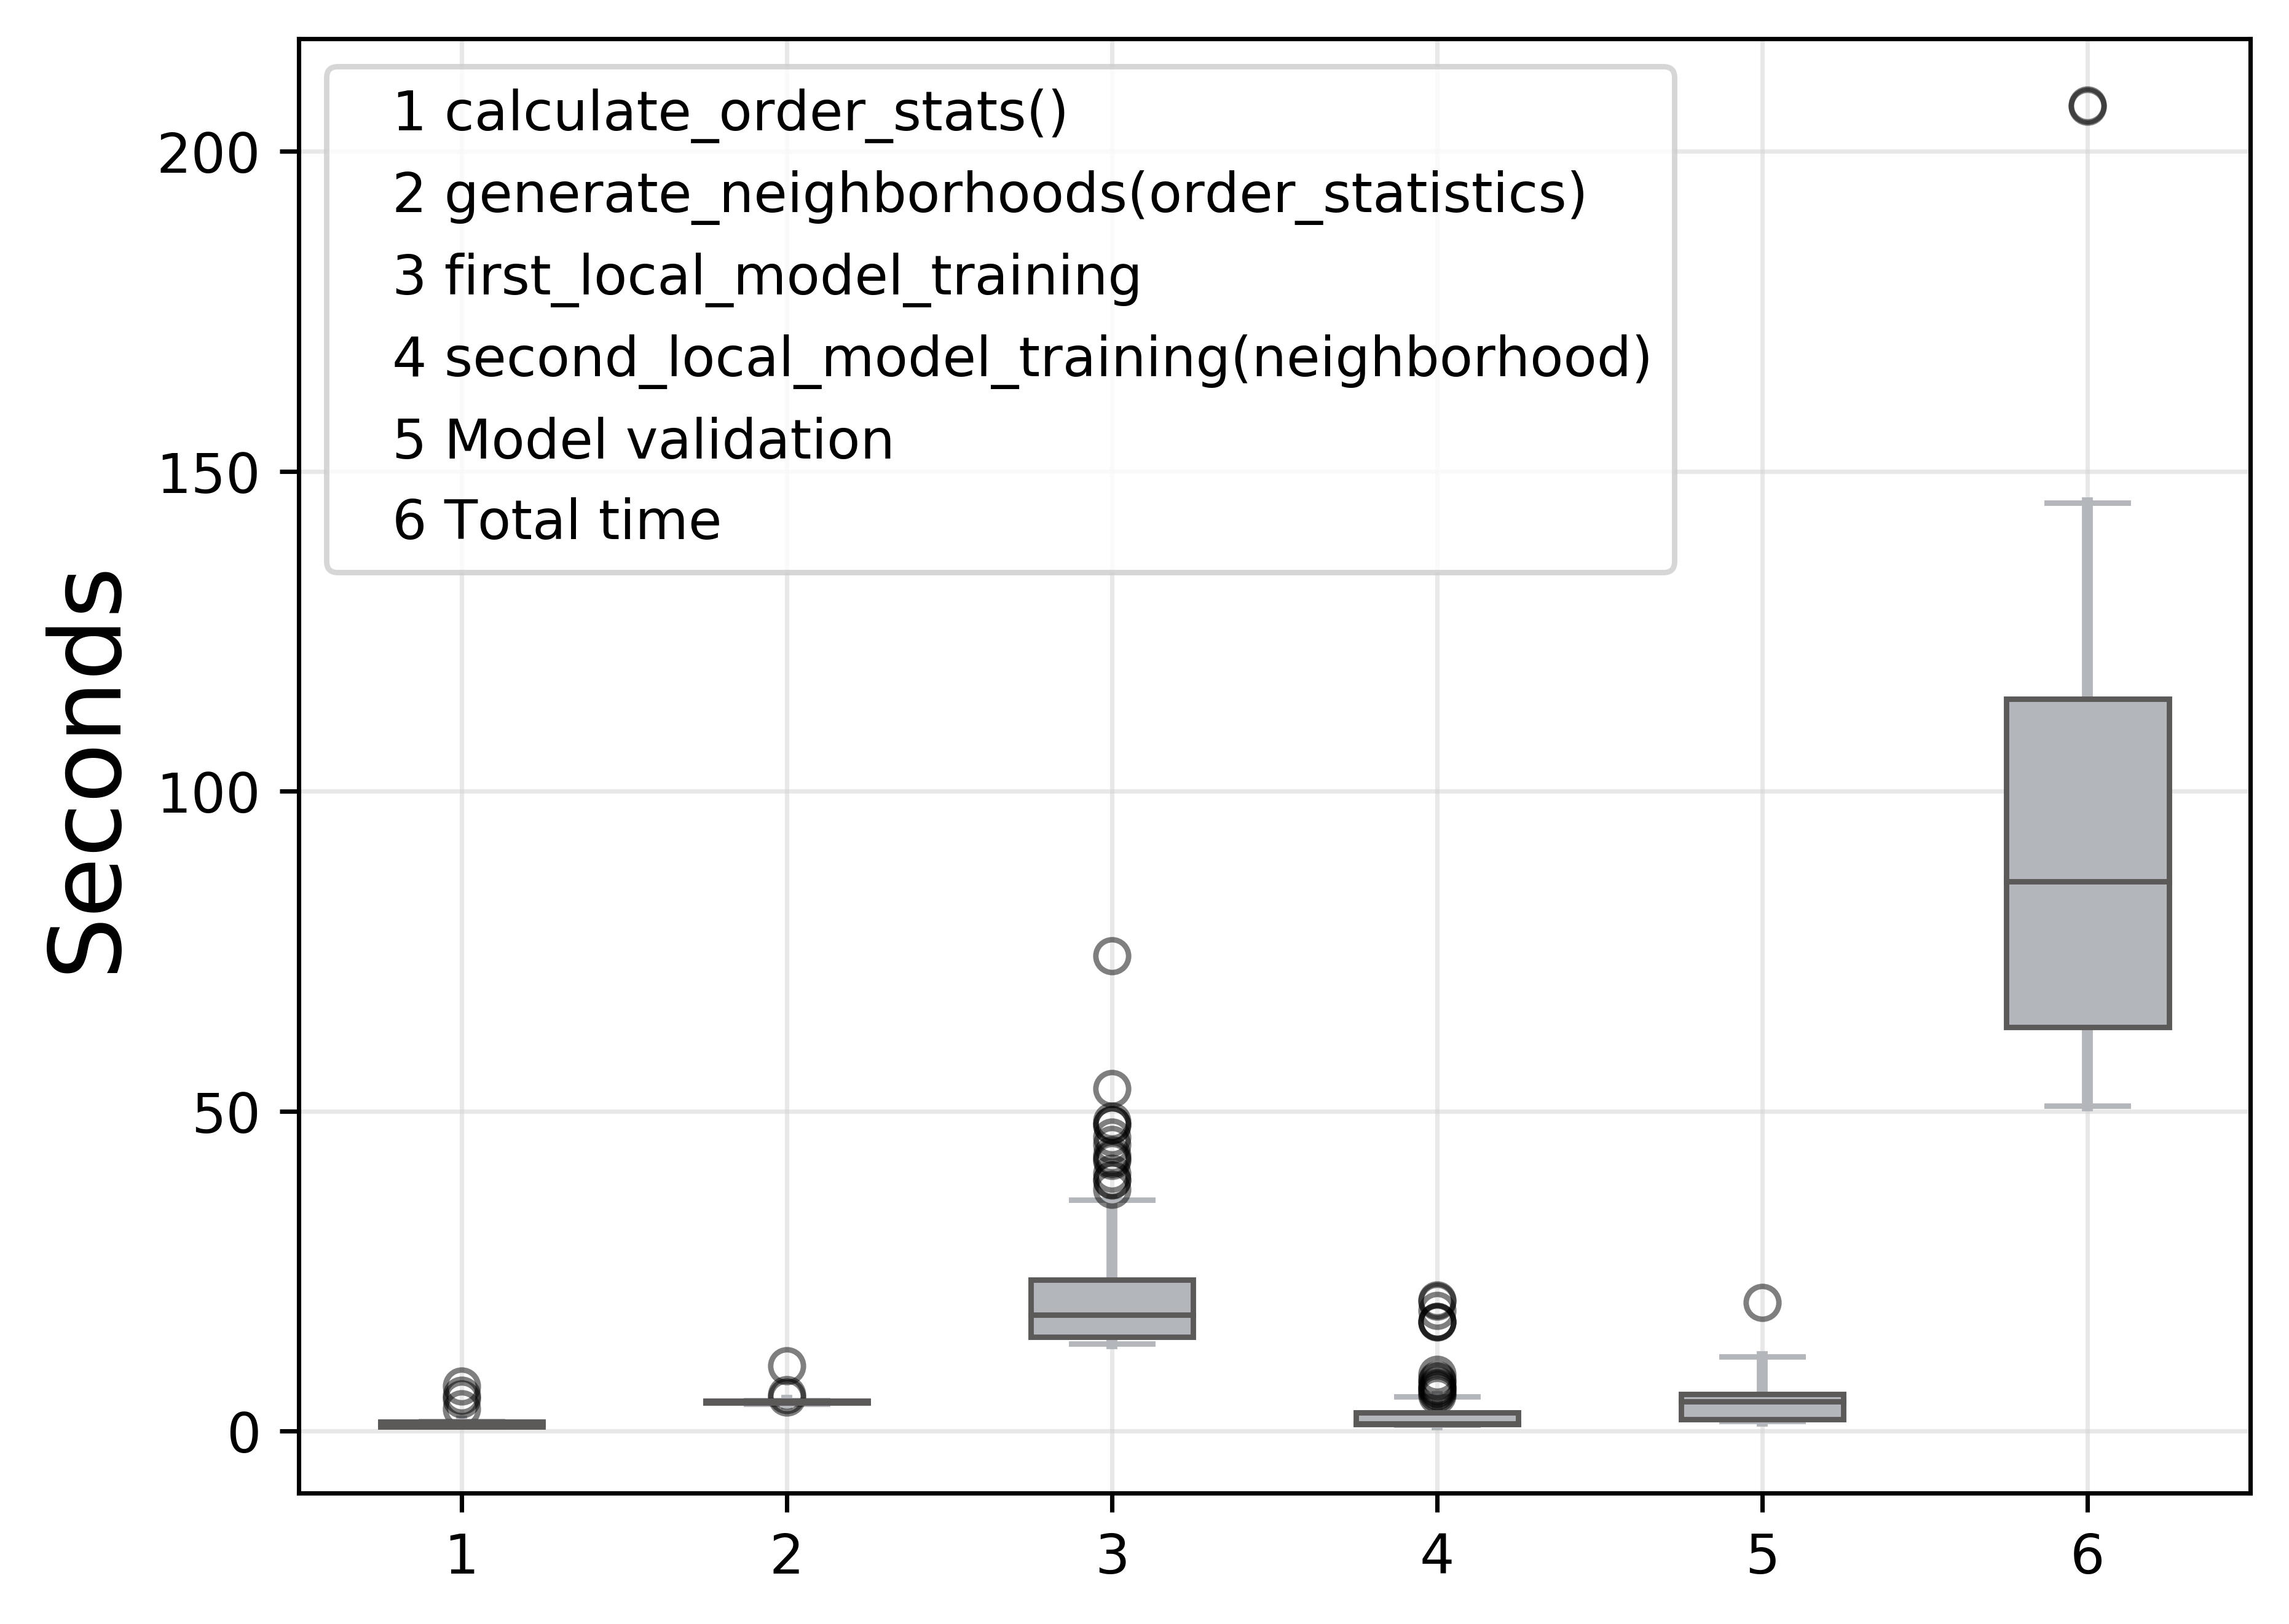 Seconds
200
150
100
50
0
1 calculate_order_stats()
2 generate_neighborhoods(order_statistics)
3 first_local_model_training
4 second_local_model_training(neighborhood)
5 Model validation
6 Total time
1 2 3 4 5 6